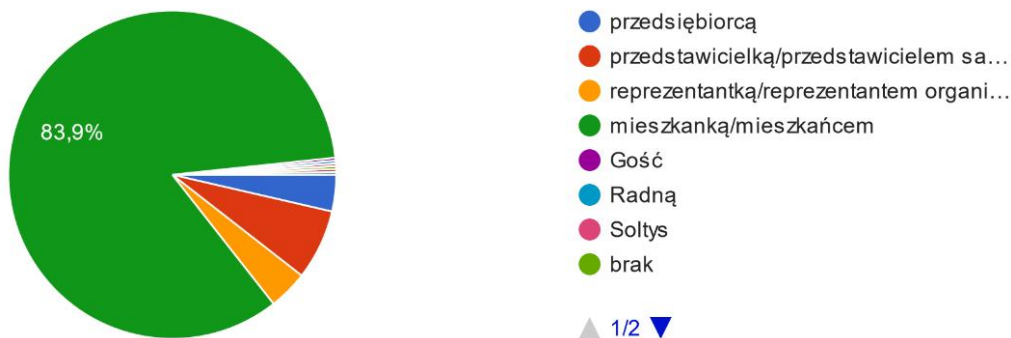 83,9%
przedsiębiorcą
przedstawicielką/przedstawicielem sa…
reprezentantką/reprezentantem organi…
mieszkanką/mieszkańcem
Gość
Radną
Soltys
brak
1/2